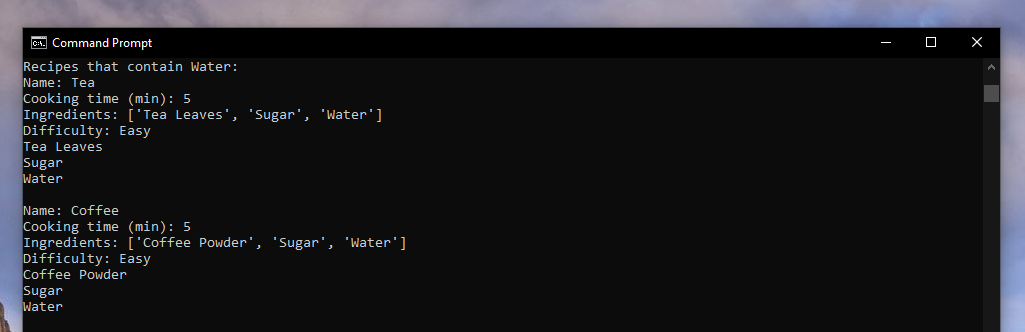 Command Prompt
Recipes that contain Water:
Name: Tea
Cooking time (min): 5
Ingredients: ['Tea Leaves', 'Sugar', 'Water']
Difficulty: Easy
Tea Leaves
Sugar
Water
Name: Coffee
Cooking time (min): 5
Ingredients: ['Coffee Powder', 'Sugar', 'Water']
Difficulty: Easy
Coffee Powder
Sugar
Water